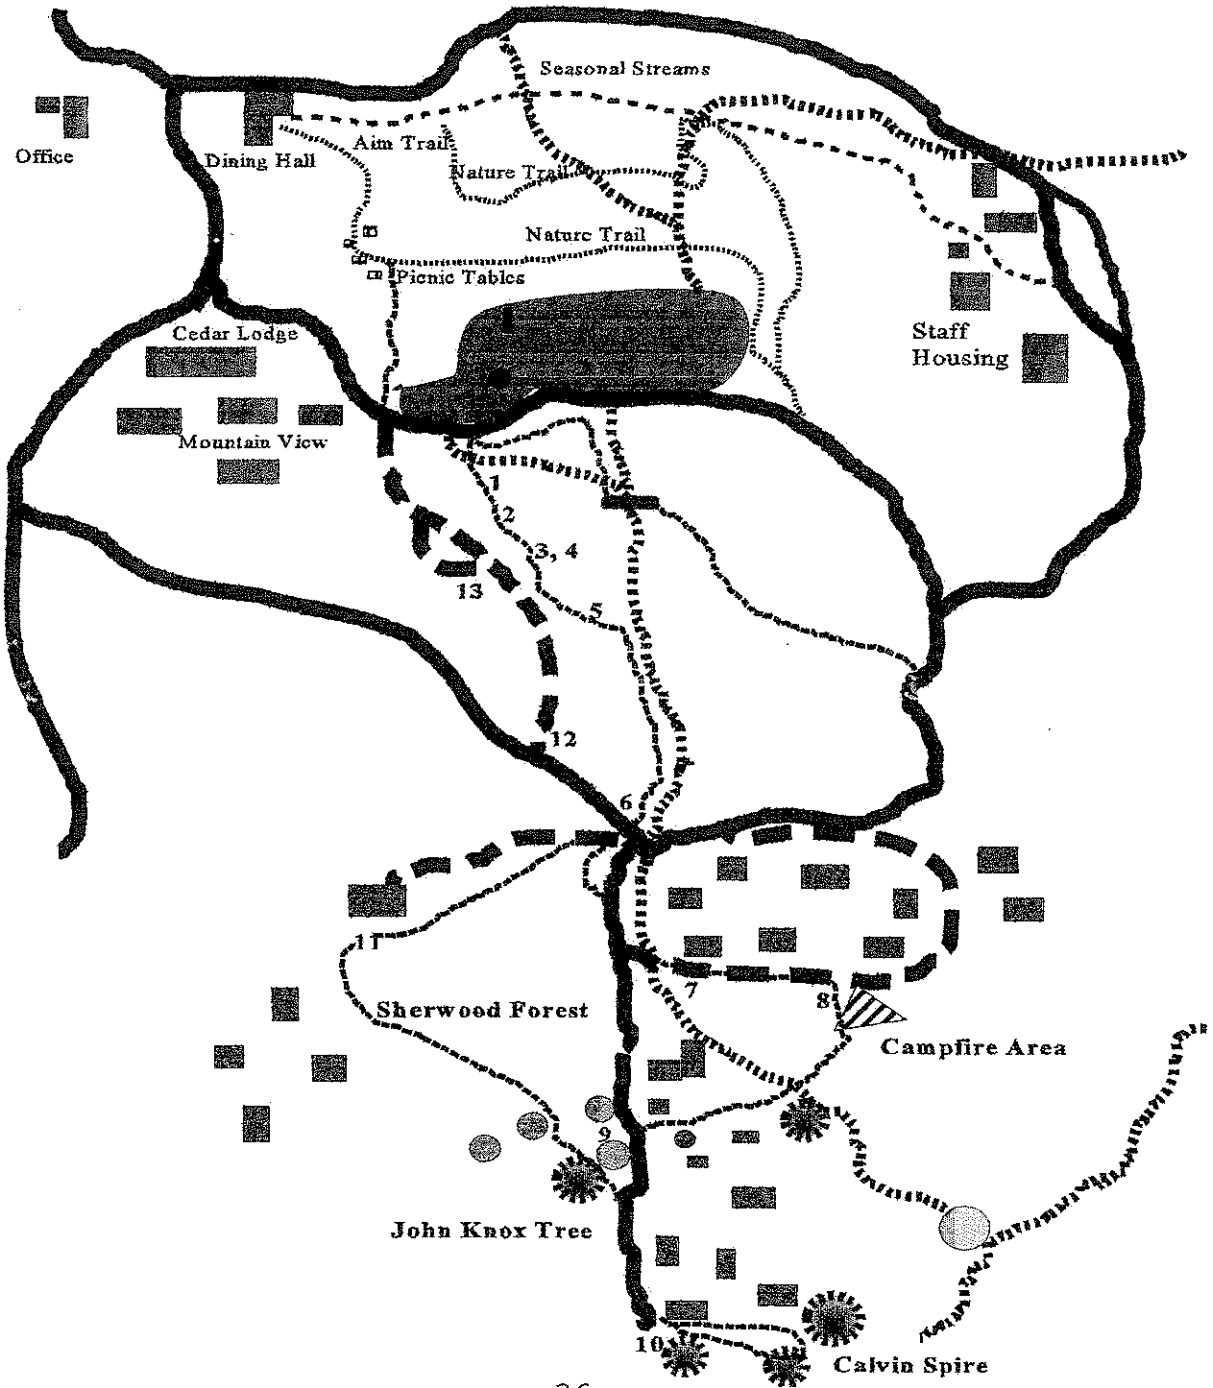 Seasonal Streams
Office
Dining Hall
Aim Trail
Nature Trail
Nature Trail
Picnic Tables
Cedar Lodge
Staff
Housing
Mountain View
1
2
3, 4
5
13
12
6
11
7
8
Sherwood Forest
Campfire Area
9
John Knox Tree
10
Calvin Spire